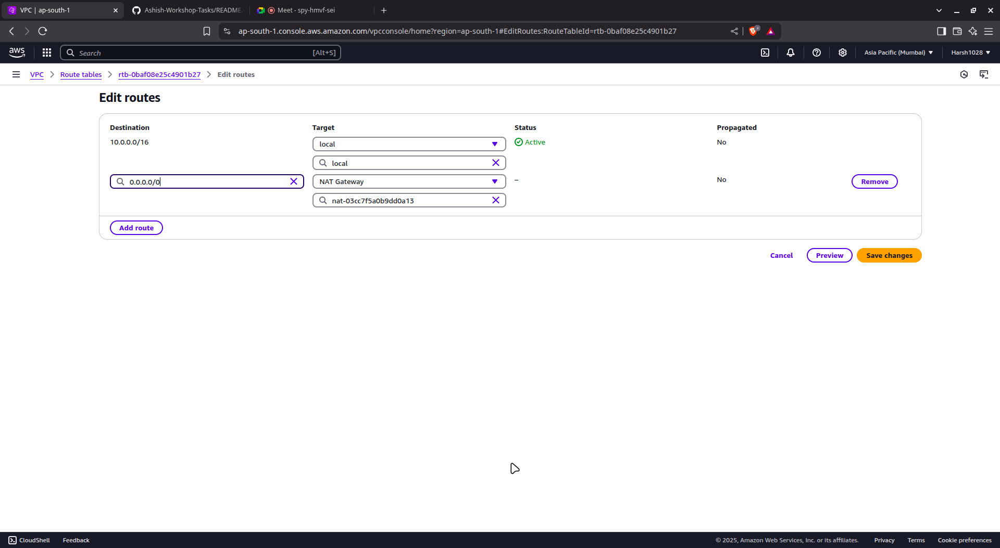 VPC | ap-south-1
Ashish-Workshop-Tasks/README.
Meet - spy-hmvf-sei
ap-south-1.console.aws.amazon.com/vpcconsole/home?region=ap-south-1#EditRoutes:RouteTableId=rtb-0baf08e25c4901b27
2
aws
Search
[Alt+S]
Asia Pacific (Mumbai)
Harsh1028
VPC
Route tables
rtb-0baf08e25c4901b27
Edit routes
Edit routes
Destination
Target
Status
Propagated
10.0.0.0/16
local
Active
No
local
0.0.0.0/0
NAT Gateway
–
No
Remove
nat-03cc7f5a0b9dd0a13
Add route
Cancel
Preview
Save changes
CloudShell
Feedback
© 2025, Amazon Web Services, Inc. or its affiliates.
Privacy
Terms
Cookie preferences